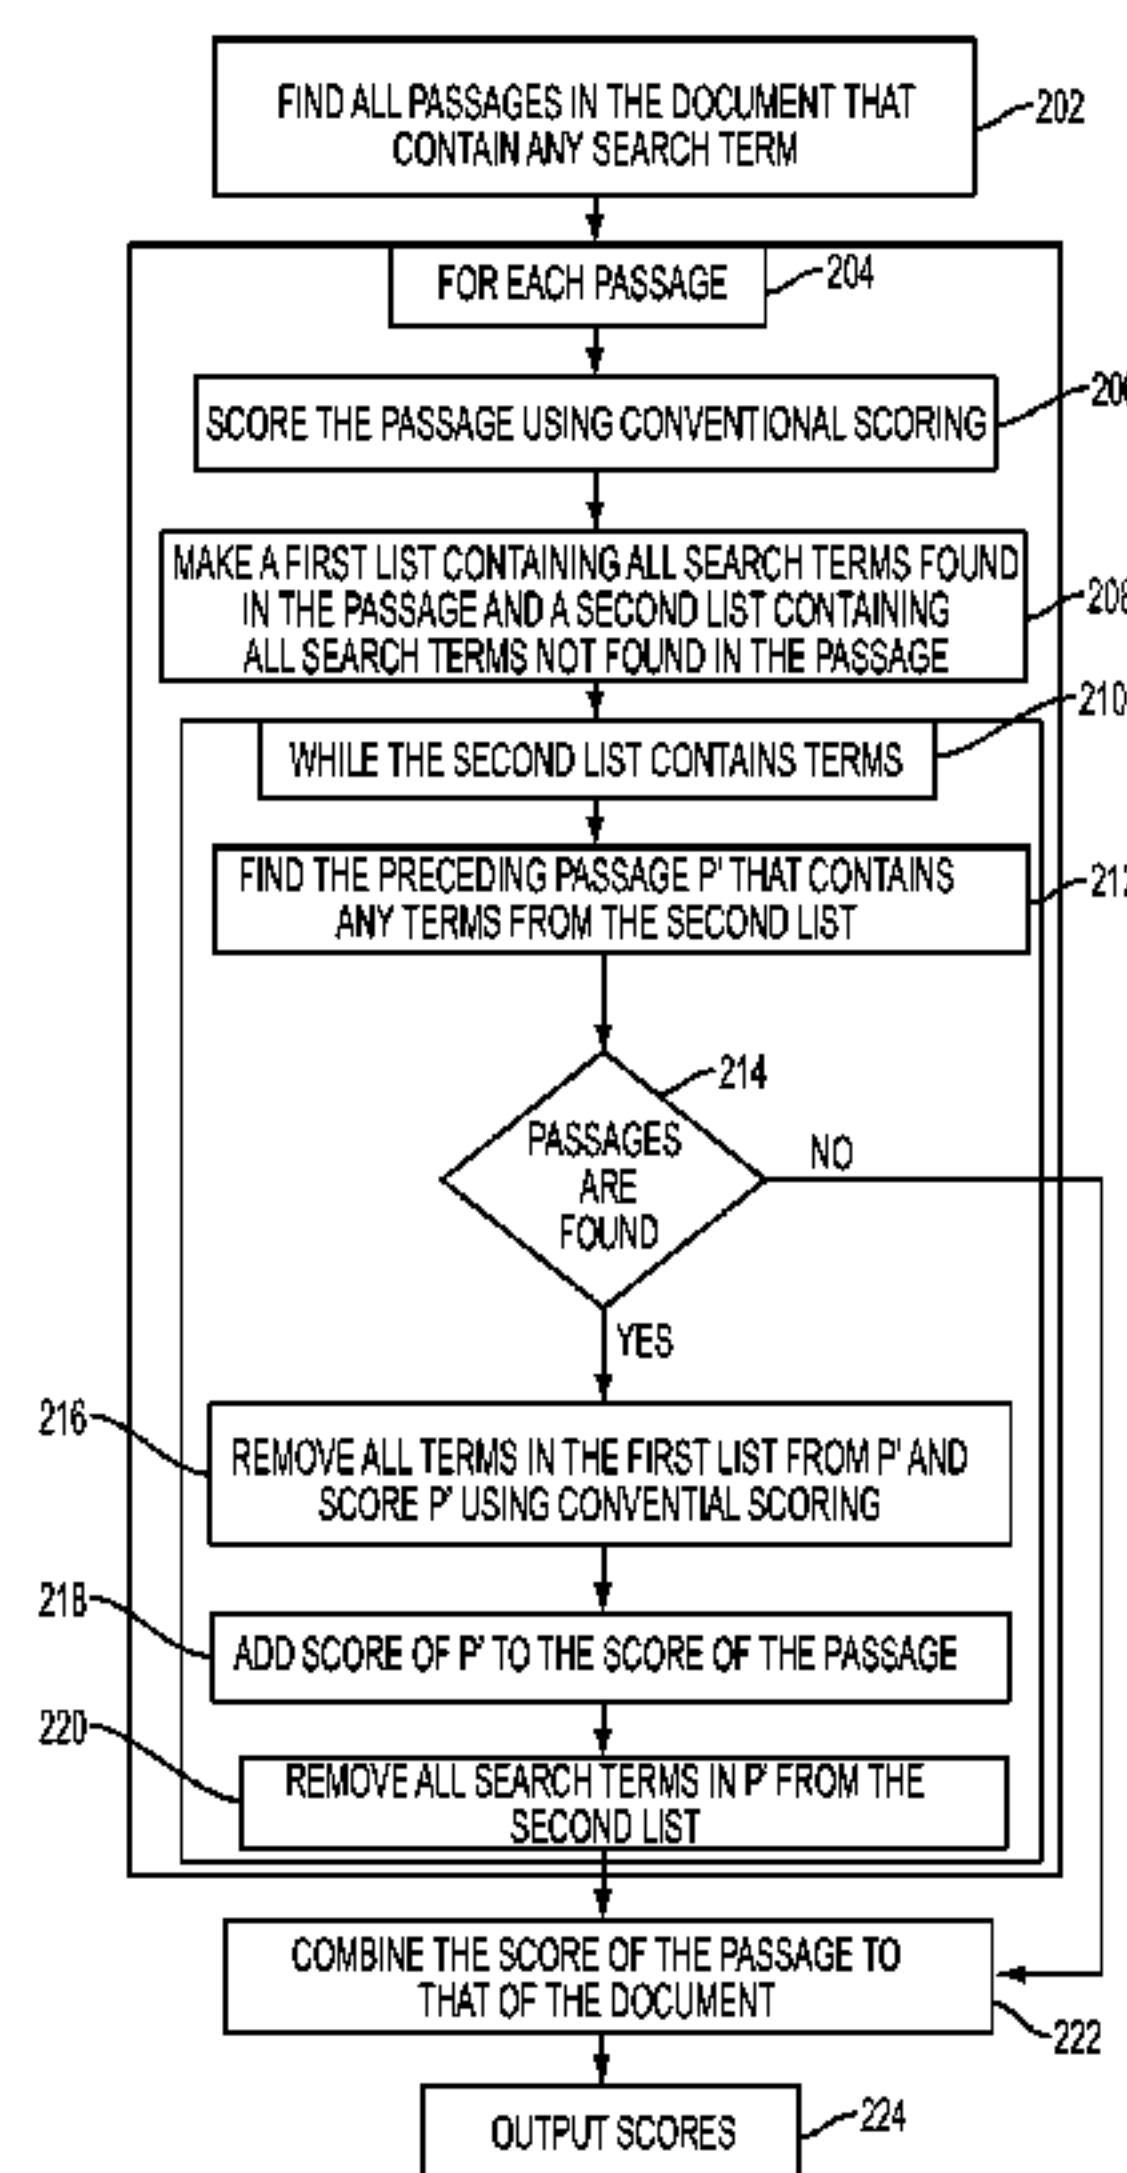 FIND ALL PASSAGES IN THE DOCUMENT THAT
CONTAIN ANY SEARCH TERM
202
FOR EACH PASSAGE
204
SCORE THE PASSAGE USING CONVENTIONAL SCORING
206
MAKE A FIRST LIST CONTAINING ALL SEARCH TERMS FOUND
IN THE PASSAGE AND A SECOND LIST CONTAINING
ALL SEARCH TERMS NOT FOUND IN THE PASSAGE
208
210
WHILE THE SECOND LIST CONTAINS TERMS
FIND THE PRECEDING PASSAGE P' THAT CONTAINS
ANY TERMS FROM THE SECOND LIST
212
214
PASSAGES
ARE
FOUND
NO
YES
216
REMOVE ALL TERMS IN THE FIRST LIST FROM P' AND
SCORE P' USING CONVENTIAL SCORING
218
ADD SCORE OF P' TO THE SCORE OF THE PASSAGE
220
REMOVE ALL SEARCH TERMS IN P' FROM THE
SECOND LIST
COMBINE THE SCORE OF THE PASSAGE TO
THAT OF THE DOCUMENT
222
OUTPUT SCORES
224